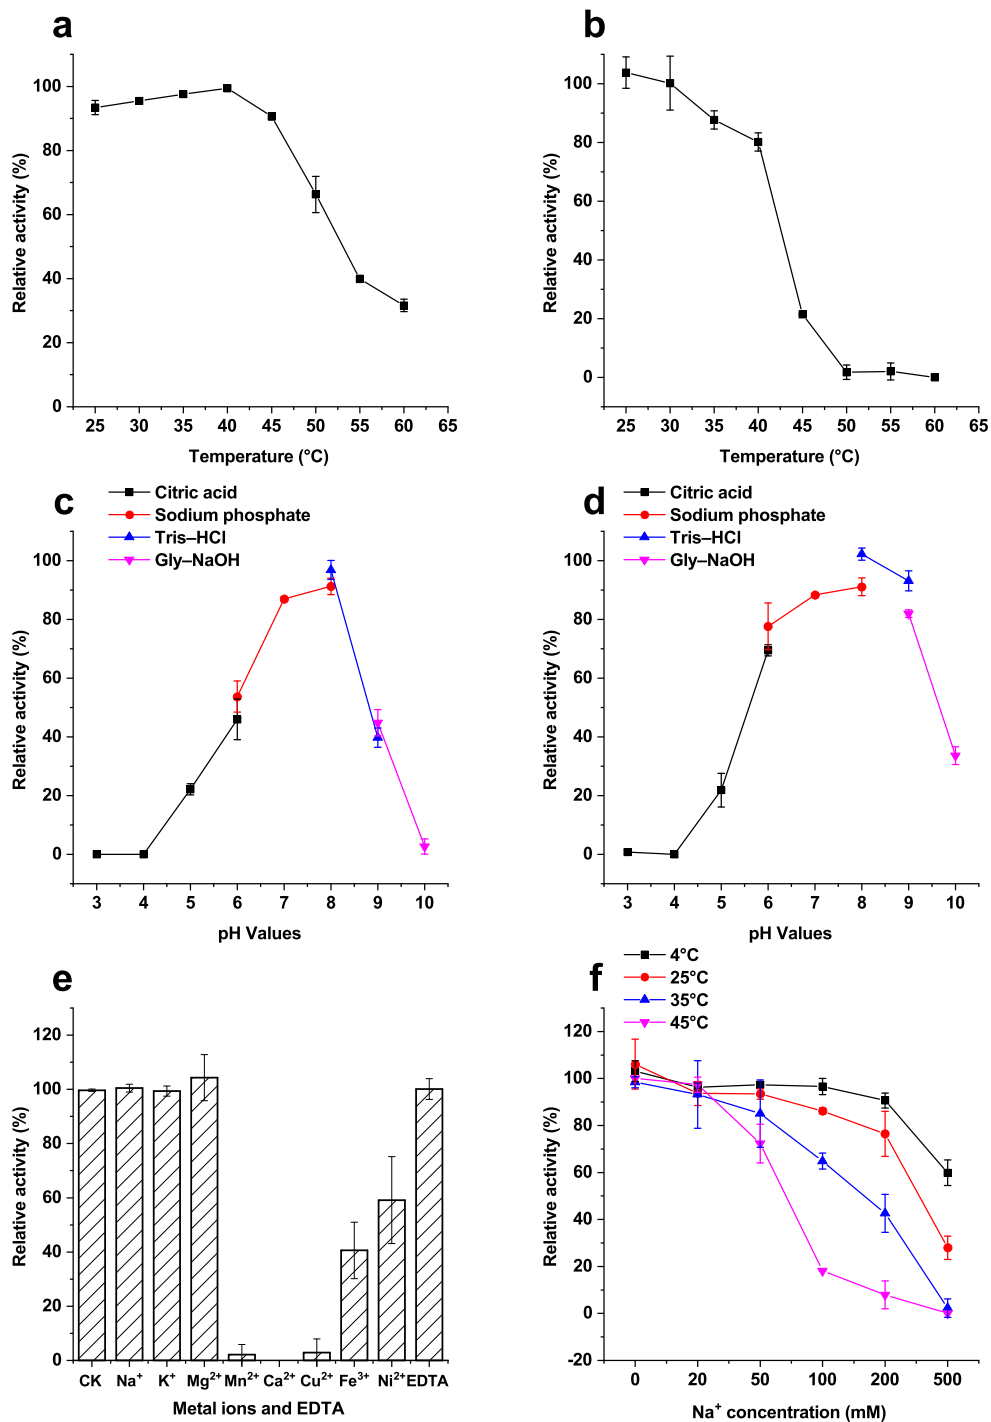 a
Relative activity (%)
100
80
60
40
20
0
25 30 35 40 45 50 55 60 65
Temperature (°C)
b
Relative activity (%)
100
80
60
40
20
0
25 30 35 40 45 50 55 60 65
Temperature (°C)
c
Citric acid
Sodium phosphate
Tris–HCl
Gly–NaOH
Relative activity (%)
100
80
60
40
20
0
3 4 5 6 7 8 9 10
pH Values
d
Citric acid
Sodium phosphate
Tris–HCl
Gly–NaOH
Relative activity (%)
100
80
60
40
20
0
3 4 5 6 7 8 9 10
pH Values
e
Relative activity (%)
120
100
80
60
40
20
0
CK Na⁺ K⁺ Mg²⁺ Mn²⁺ Ca²⁺ Cu²⁺ Fe³⁺ Ni²⁺ EDTA
Metal ions and EDTA
f
4°C
25°C
35°C
45°C
Relative activity (%)
120
100
80
60
40
20
0
-20
0 20 50 100 200 500
Na⁺ concentration (mM)